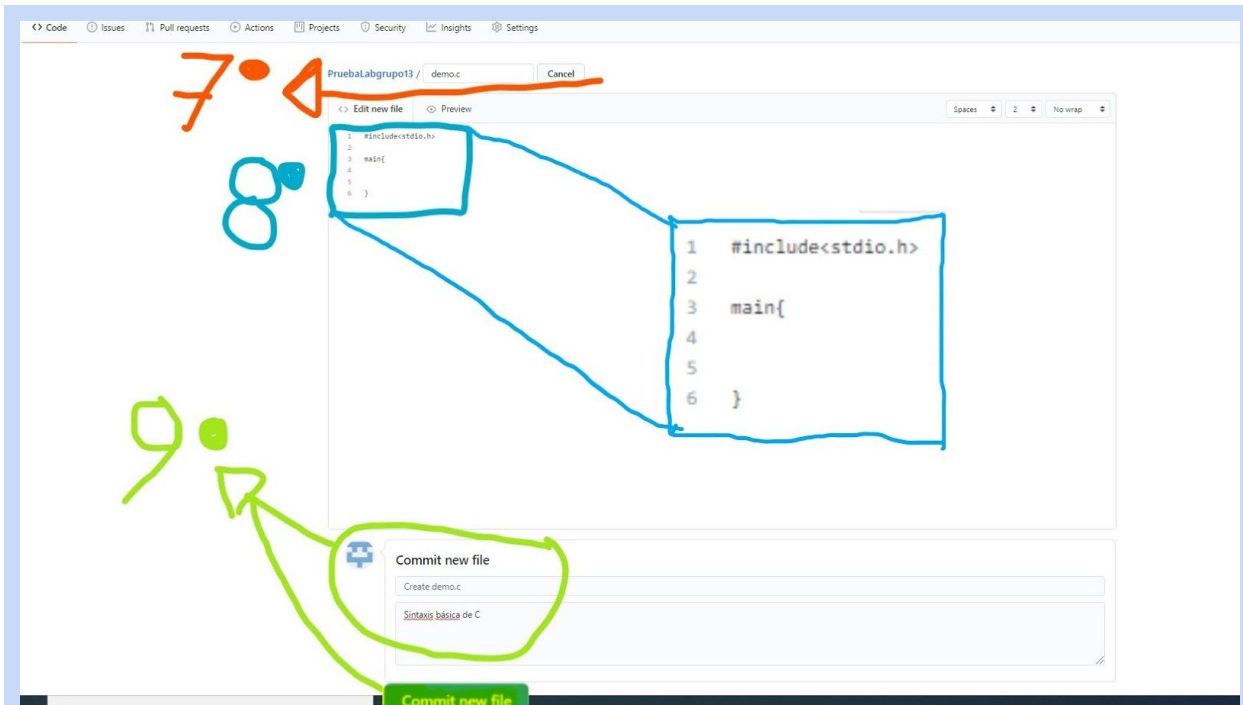 <> Code Issues Pull requests Actions Projects Security Insights Settings
7°
PruebaLabgrupo13 / demo.c Cancel
<> Edit new file Preview Spaces 2 No wrap
8°
1 #include<stdio.h>
2
3 main{
4
5
6 }
1 #include<stdio.h>
2
3 main{
4
5
6 }
9°
Commit new file
Create demo.c
Sintaxis básica de C
Commit new file